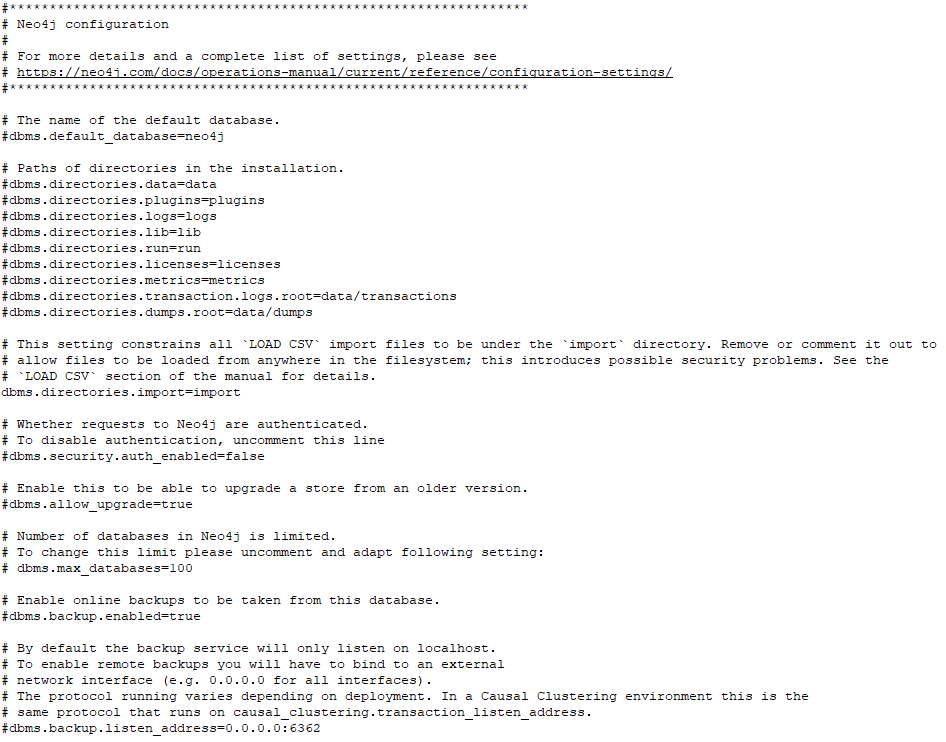 #*****************************************************************
# Neo4j configuration
#
# For more details and a complete list of settings, please see
# https://neo4j.com/docs/operations-manual/current/reference/configuration-settings/
#*****************************************************************
# The name of the default database.
#dbms.default_database=neo4j
# Paths of directories in the installation.
#dbms.directories.data=data
#dbms.directories.plugins=plugins
#dbms.directories.logs=logs
#dbms.directories.lib=lib
#dbms.directories.run=run
#dbms.directories.licenses=licenses
#dbms.directories.metrics=metrics
#dbms.directories.transaction.logs.root=data/transactions
#dbms.directories.dumps.root=data/dumps
# This setting constrains all `LOAD CSV` import files to be under the `import` directory. Remove or comment it out to
# allow files to be loaded from anywhere in the filesystem; this introduces possible security problems. See the
# `LOAD CSV` section of the manual for details.
dbms.directories.import=import
# Whether requests to Neo4j are authenticated.
# To disable authentication, uncomment this line
#dbms.security.auth_enabled=false
# Enable this to be able to upgrade a store from an older version.
#dbms.allow_upgrade=true
# Number of databases in Neo4j is limited.
# To change this limit please uncomment and adapt following setting:
# dbms.max_databases=100
# Enable online backups to be taken from this database.
#dbms.backup.enabled=true
# By default the backup service will only listen on localhost.
# To enable remote backups you will have to bind to an external
# network interface (e.g. 0.0.0.0 for all interfaces).
# The protocol running varies depending on deployment. In a Causal Clustering environment this is the
# same protocol that runs on causal_clustering.transaction_listen_address.
#dbms.backup.listen_address=0.0.0.0:6362